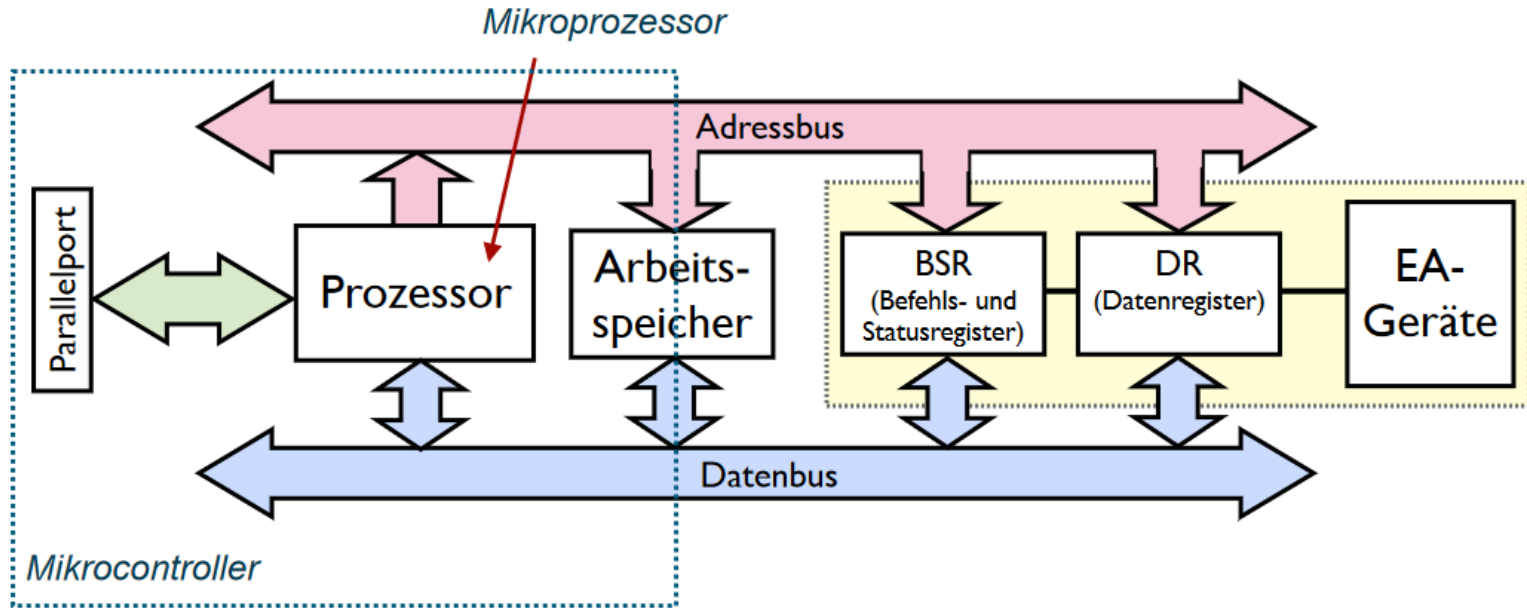 Mikroprozessor
Adressbus
Parallelport
Prozessor
Arbeits-
speicher
BSR
(Befehls- und
Statusregister)
DR
(Datenregister)
EA-
Geräte
Datenbus
Mikrocontroller